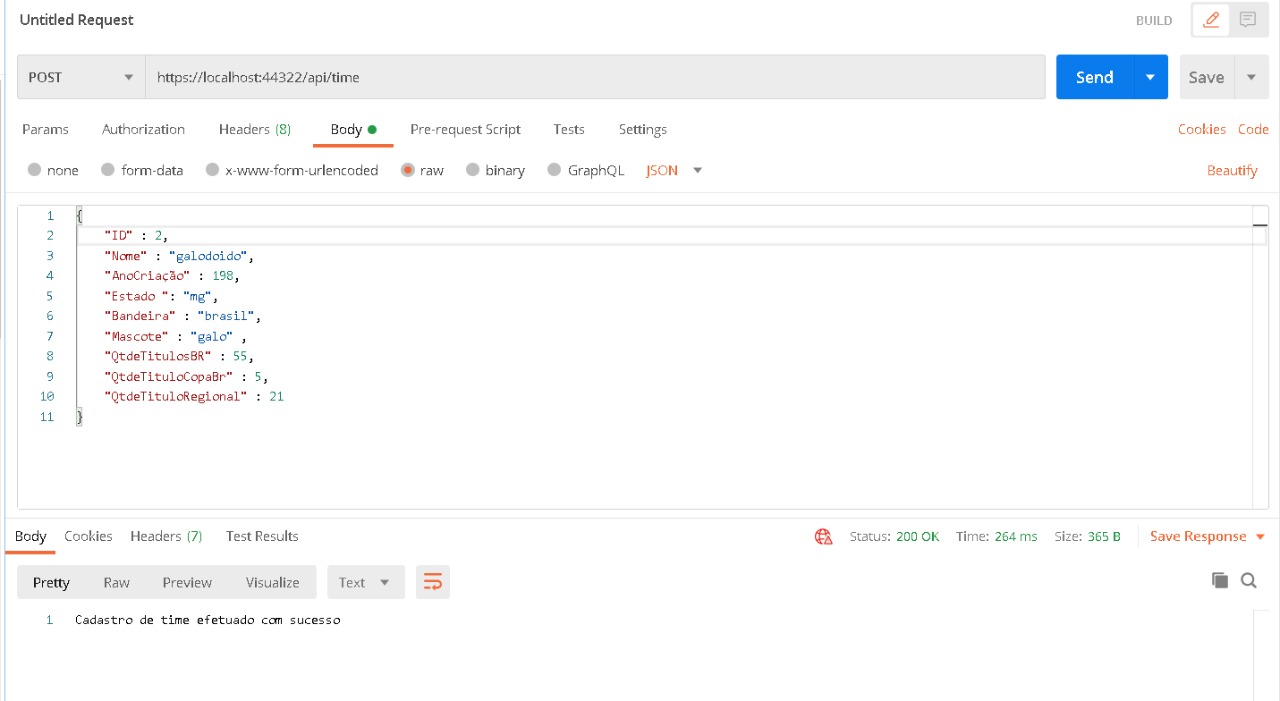 Untitled Request
BUILD
POST
https://localhost:44322/api/time
Send
Save
Params Authorization Headers (8) Body Pre-request Script Tests Settings Cookies Code
none form-data x-www-form-urlencoded raw binary GraphQL JSON Beautify
1 {
2 "ID" : 2,
3 "Nome" : "galodoido",
4 "AnoCriação" : 198,
5 "Estado ": "mg",
6 "Bandeira" : "brasil",
7 "Mascote" : "galo" ,
8 "QtdeTitulosBR" : 55,
9 "QtdeTituloCopaBr" : 5,
10 "QtdeTituloRegional" : 21
11 }
Body Cookies Headers (7) Test Results Status: 200 OK Time: 264 ms Size: 365 B Save Response
Pretty Raw Preview Visualize Text
1 Cadastro de time efetuado com sucesso